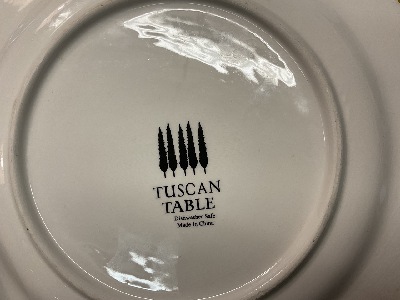 TUSCAN
TABLE
Dishwasher Safe
Made in China